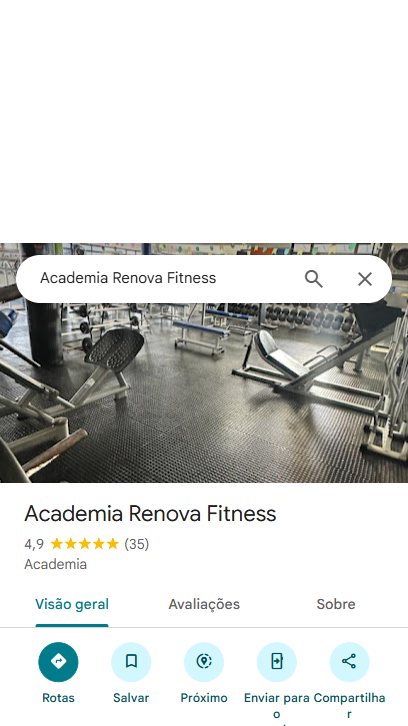 Academia Renova Fitness
Academia Renova Fitness
4,9 (35)
Academia
Visão geral Avaliações Sobre
Rotas Salvar Próximo Enviar para Compartilha
o r